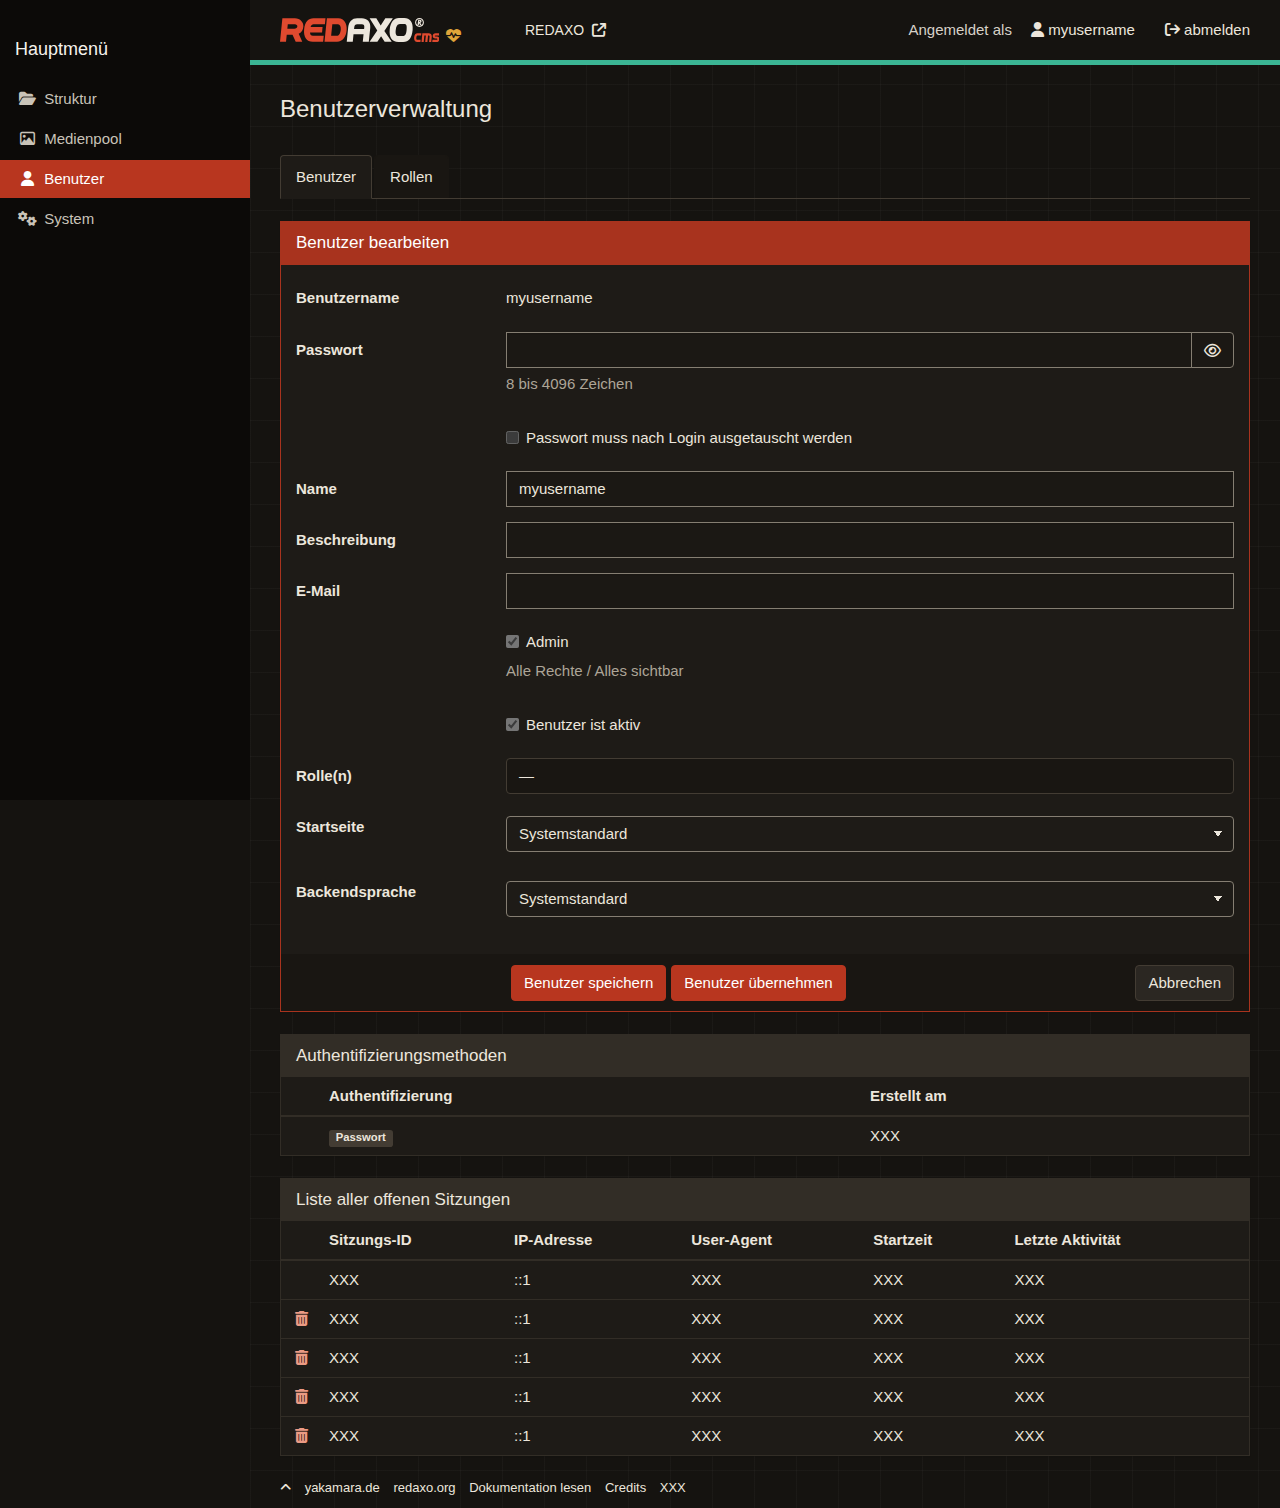 REDAXO® cms
REDAXO
Angemeldet als myusername abmelden
Hauptmenü
Struktur
Medienpool
Benutzer
System
Benutzerverwaltung
Benutzer Rollen
Benutzer bearbeiten
Benutzername myusername
Passwort
8 bis 4096 Zeichen
Passwort muss nach Login ausgetauscht werden
Name myusername
Beschreibung
E-Mail
Admin
Alle Rechte / Alles sichtbar
Benutzer ist aktiv
Rolle(n) —
Startseite Systemstandard
Backendsprache Systemstandard
Benutzer speichern Benutzer übernehmen Abbrechen
Authentifizierungsmethoden
Authentifizierung Erstellt am
Passwort XXX
Liste aller offenen Sitzungen
Sitzungs-ID IP-Adresse User-Agent Startzeit Letzte Aktivität
XXX ::1 XXX XXX XXX
XXX ::1 XXX XXX XXX
XXX ::1 XXX XXX XXX
XXX ::1 XXX XXX XXX
XXX ::1 XXX XXX XXX
yakamara.de redaxo.org Dokumentation lesen Credits XXX